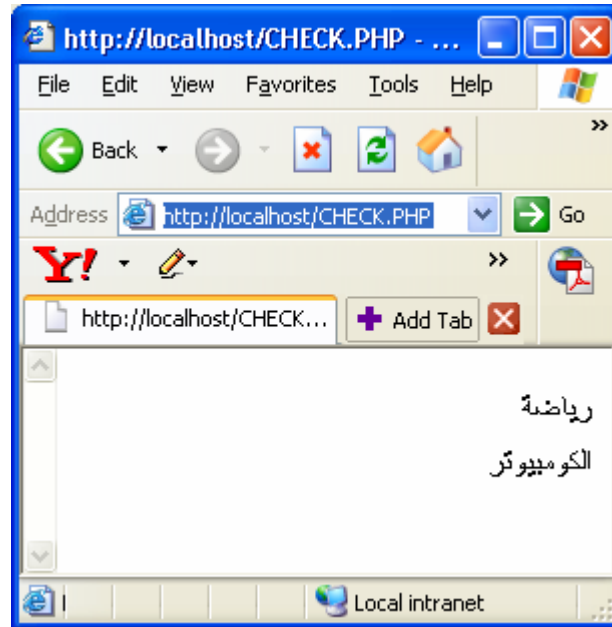 http://localhost/CHECK.PHP - ...
File Edit View Favorites Tools Help
Back
Address http://localhost/CHECK.PHP Go
Y!
http://localhost/CHECK... Add Tab
رياضة
الكومبيوتر
Local intranet